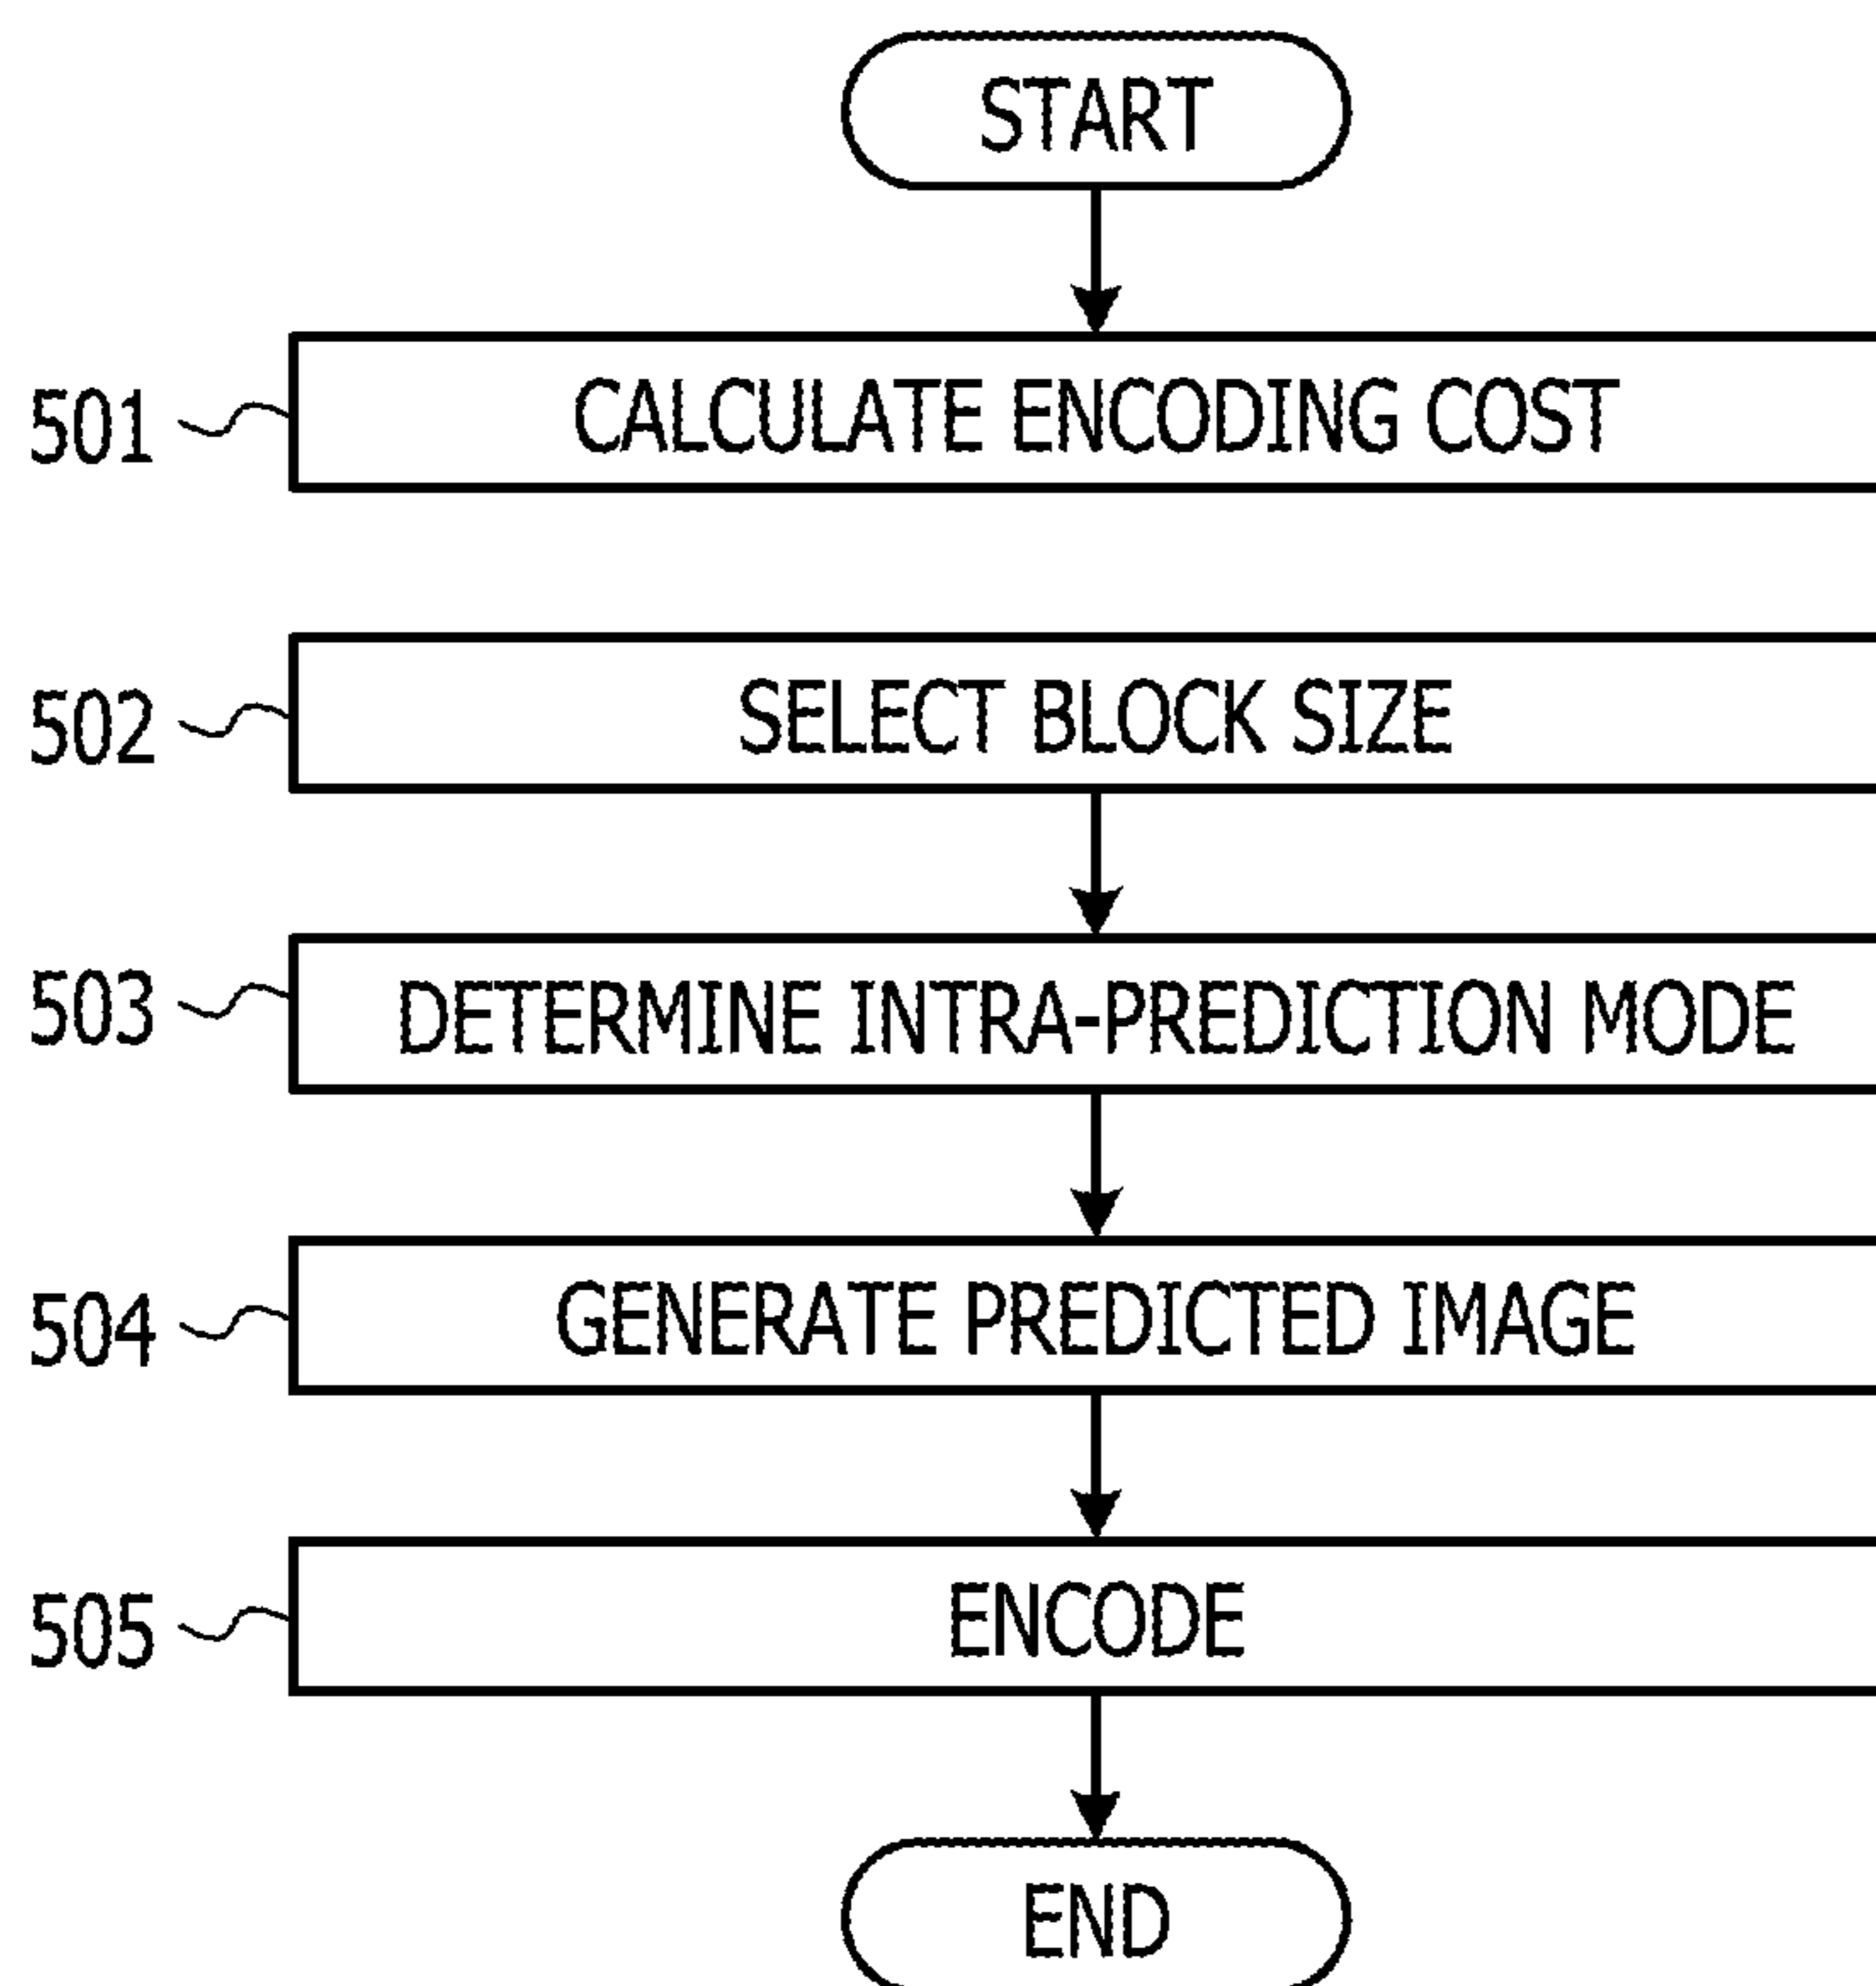 START
501
CALCULATE ENCODING COST
502
SELECT BLOCK SIZE
503
DETERMINE INTRA-PREDICTION MODE
504
GENERATE PREDICTED IMAGE
505
ENCODE
END